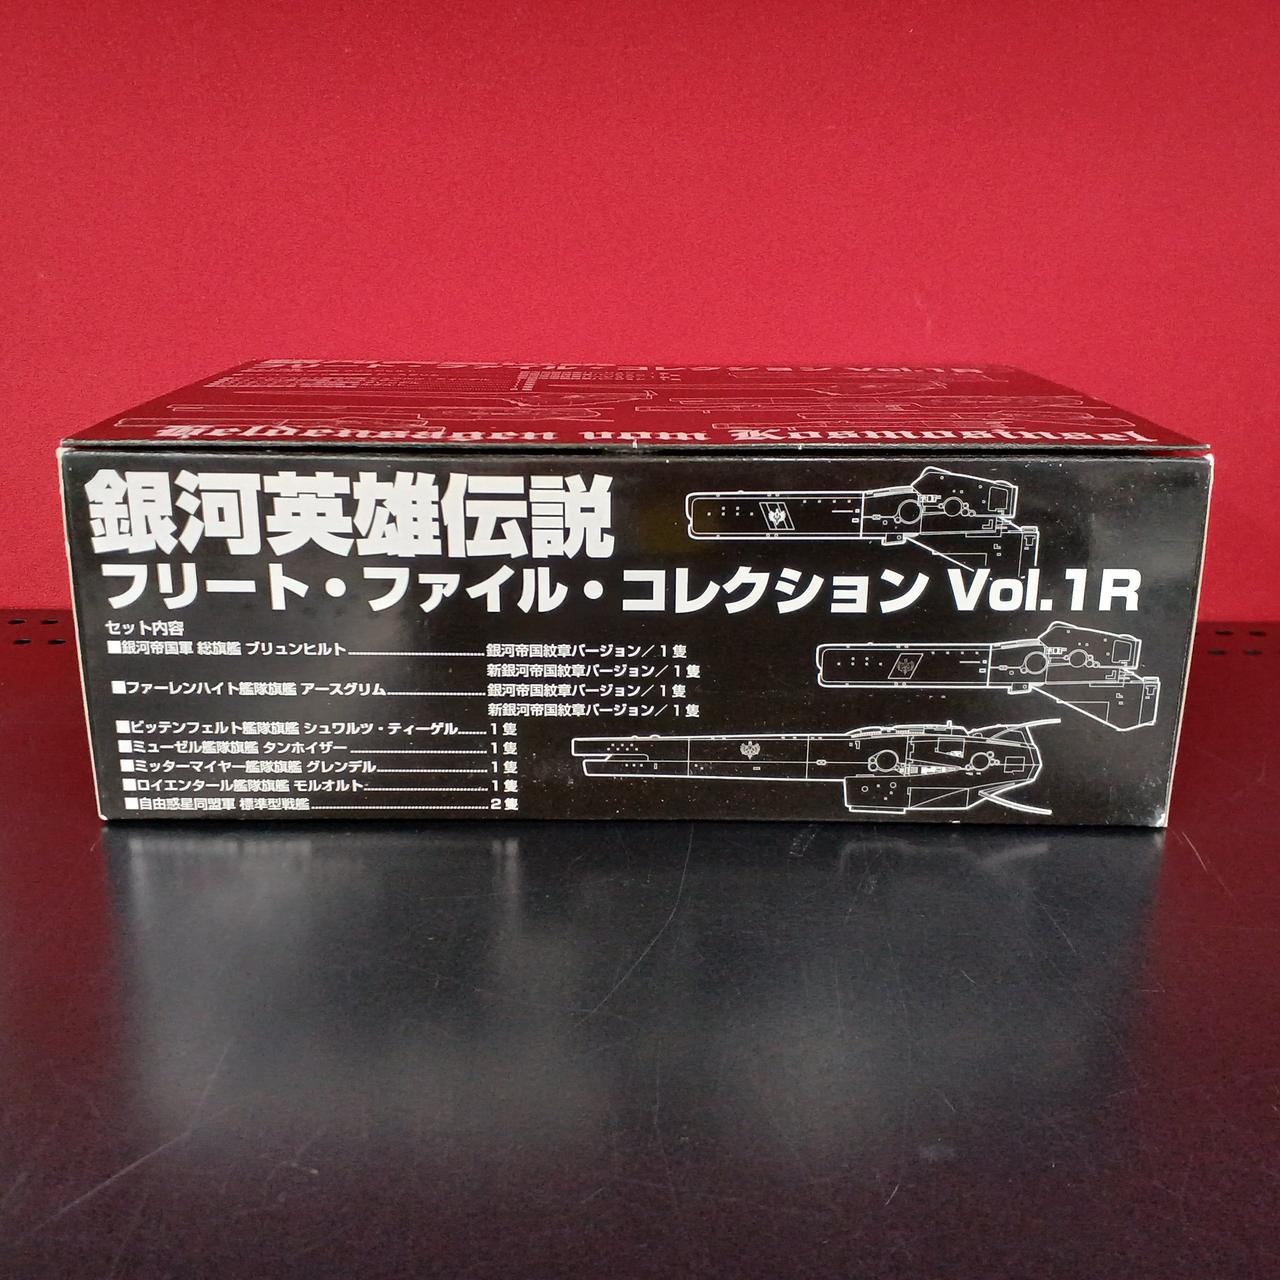 Heldensagen vom Kosmosinsel
銀河英雄伝説
フリート・ファイル・コレクション Vol.1R
セット内容
■銀河帝国軍 総旗艦 ブリュンヒルト 銀河帝国紋章バージョン／1隻
新銀河帝国紋章バージョン／1隻
■ファーレンハイト艦隊旗艦 アースグリム 銀河帝国紋章バージョン／1隻
新銀河帝国紋章バージョン／1隻
■ビッテンフェルト艦隊旗艦 シュワルツ・ティーゲル 1隻
■ミューゼル艦隊旗艦 タンホイザー 1隻
■ミッターマイヤー艦隊旗艦 グレンデル 1隻
■ロイエンタール艦隊旗艦 モルオルト 1隻
■自由惑星同盟軍 標準型戦艦 2隻